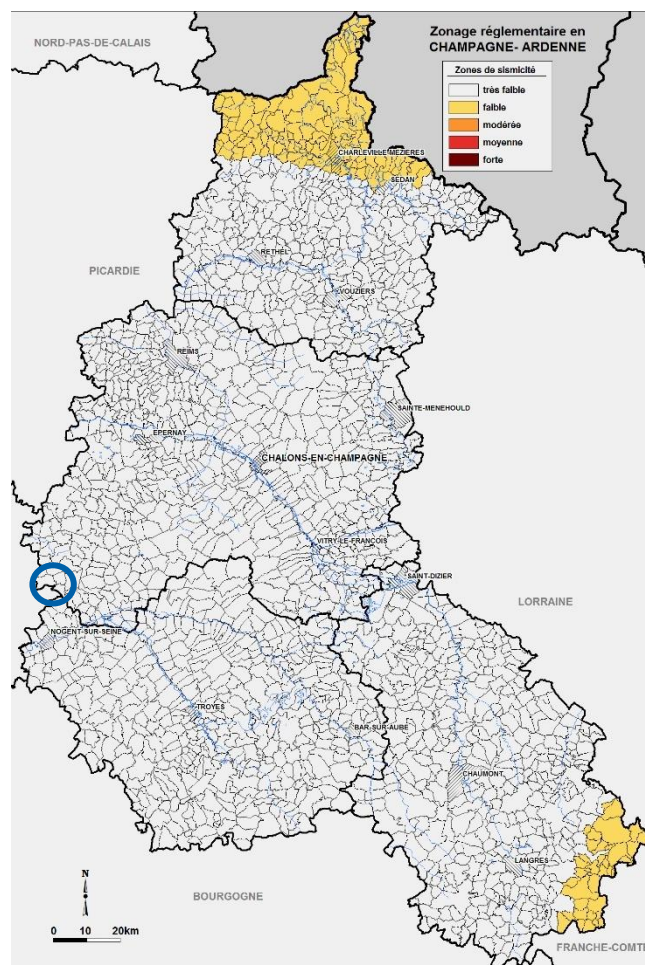 NORD-PAS-DE-CALAIS
Zonage réglementaire en
CHAMPAGNE- ARDENNE
Zones de sismicité
très faible
faible
modérée
moyenne
forte
CHARLEVILLE-MEZIERES
SEDAN
PICARDIE
RETHEL
VOUZIERS
REIMS
SAINTE-MENEHOULD
EPERNAY
CHALONS-EN-CHAMPAGNE
VITRY-LE-FRANCOIS
SAINT-DIZIER
LORRAINE
NOGENT-SUR-SEINE
TROYES
BAR-SUR-AUBE
CHAUMONT
LANGRES
N
BOURGOGNE
0 10 20km
FRANCHE-COMTE